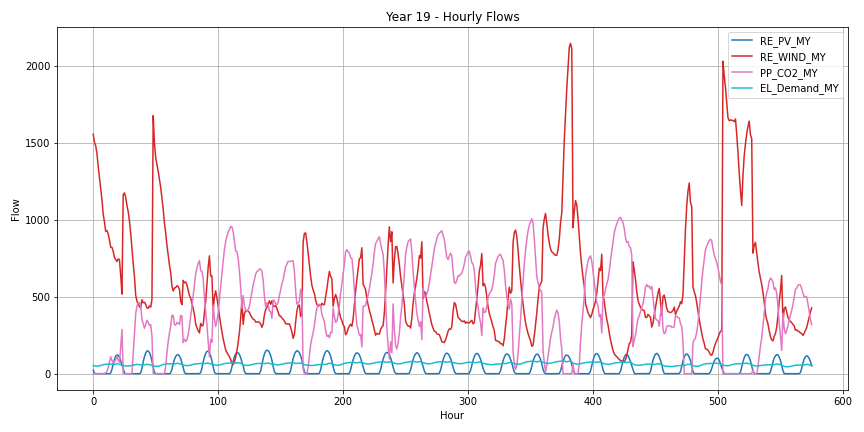 Year 19 - Hourly Flows
RE_PV_MY
RE_WIND_MY
PP_CO2_MY
EL_Demand_MY
2000
1500
1000
500
0
Flow
0 100 200 300 400 500 600
Hour